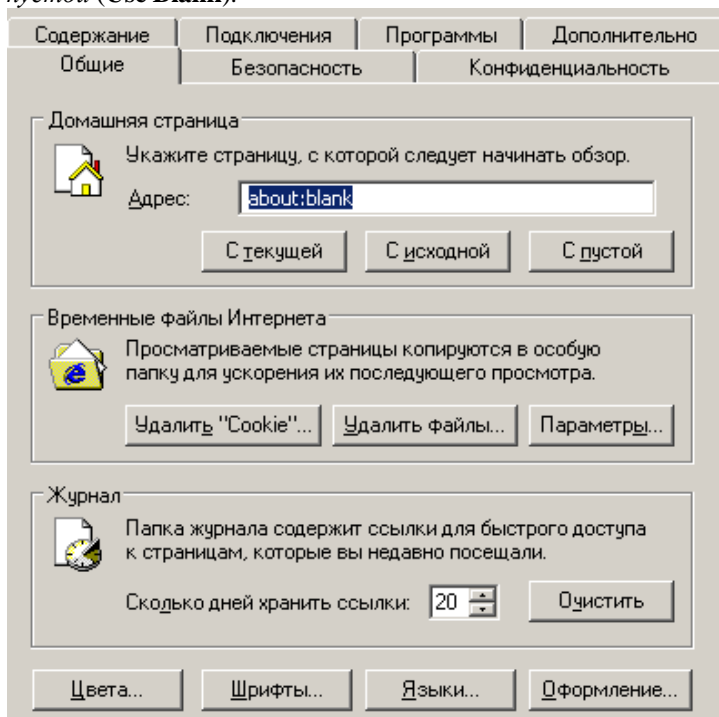 пустой (Use Blank).
Содержание Подключения Программы Дополнительно
Общие Безопасность Конфиденциальность
Домашняя страница
Укажите страницу, с которой следует начинать обзор.
Адрес: about:blank
С текущей С исходной С пустой
Временные файлы Интернета
Просматриваемые страницы копируются в особую
папку для ускорения их последующего просмотра.
Удалить "Cookie"... Удалить файлы... Параметры...
Журнал
Папка журнала содержит ссылки для быстрого доступа
к страницам, которые вы недавно посещали.
Сколько дней хранить ссылки: 20 Очистить
Цвета... Шрифты... Языки... Оформление...